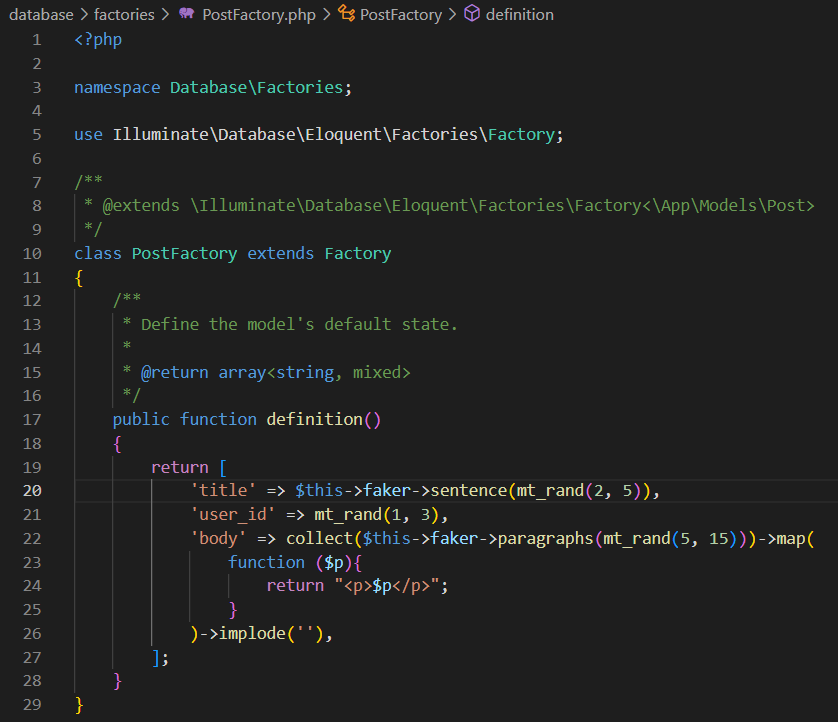 database > factories > PostFactory.php > PostFactory > definition
1 <?php
2
3 namespace Database\Factories;
4
5 use Illuminate\Database\Eloquent\Factories\Factory;
6
7 /**
8  * @extends \Illuminate\Database\Eloquent\Factories\Factory<\App\Models\Post>
9  */
10 class PostFactory extends Factory
11 {
12     /**
13      * Define the model's default state.
14      *
15      * @return array<string, mixed>
16      */
17     public function definition()
18     {
19         return [
20             'title' => $this->faker->sentence(mt_rand(2, 5)),
21             'user_id' => mt_rand(1, 3),
22             'body' => collect($this->faker->paragraphs(mt_rand(5, 15)))->map(
23                 function ($p){
24                     return "<p>$p</p>";
25                 }
26             )->implode(''),
27         ];
28     }
29 }